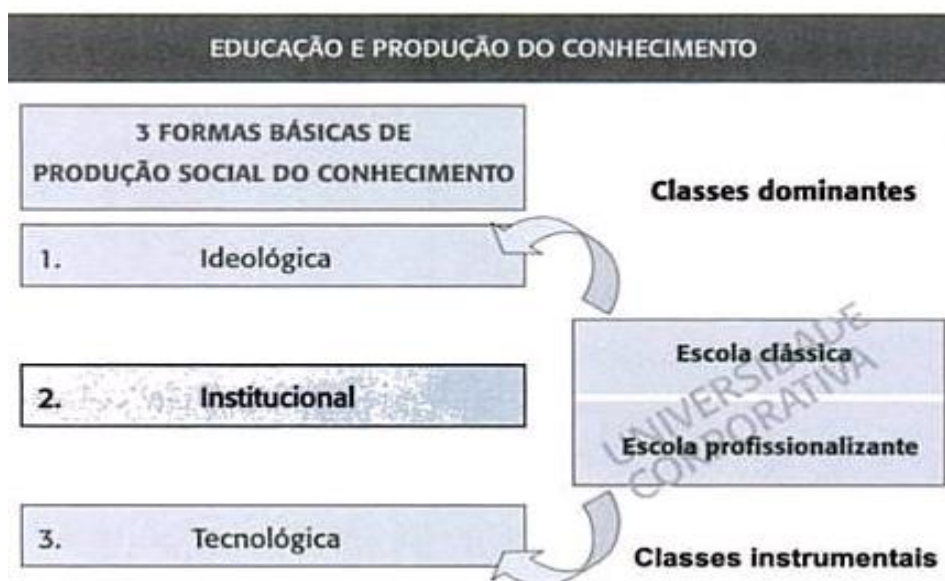 EDUCAÇÃO E PRODUÇÃO DO CONHECIMENTO
3 FORMAS BÁSICAS DE
PRODUÇÃO SOCIAL DO CONHECIMENTO
Classes dominantes
1. Ideológica
Escola clássica
2. Institucional
Escola profissionalizante
UNIVERSIDADE
CORPORATIVA
3. Tecnológica
Classes instrumentais